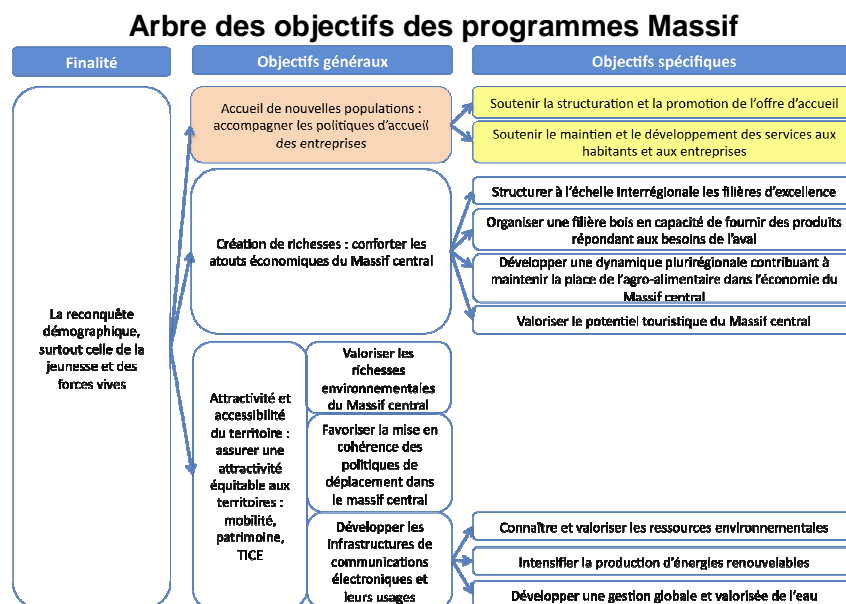 Arbre des objectifs des programmes Massif
Finalité
Objectifs généraux
Objectifs spécifiques
La reconquête
démographique,
surtout celle de la
jeunesse et des
forces vives
Accueil de nouvelles populations :
accompagner les politiques d'accueil
des entreprises
Soutenir la structuration et la promotion de l'offre d'accueil
Soutenir le maintien et le développement des services aux
habitants et aux entreprises
Création de richesses : conforter les
atouts économiques du Massif central
Structurer à l'échelle interrégionale les filières d'excellence
Organiser une filière bois en capacité de fournir des produits
répondant aux besoins de l'aval
Développer une dynamique plurirégionale contribuant à
maintenir la place de l'agro-alimentaire dans l'économie du
Massif central
Valoriser le potentiel touristique du Massif central
Attractivité et
accessibilité
du territoire :
assurer une
attractivité
équitable aux
territoires :
mobilité,
patrimoine,
TICE
Valoriser les
richesses
environnementales
du Massif central
Favoriser la mise en
cohérence des
politiques de
déplacement dans
le massif central
Développer les
infrastructures de
communications
électroniques et
leurs usages
Connaître et valoriser les ressources environnementales
Intensifier la production d'énergies renouvelables
Développer une gestion globale et valorisée de l'eau